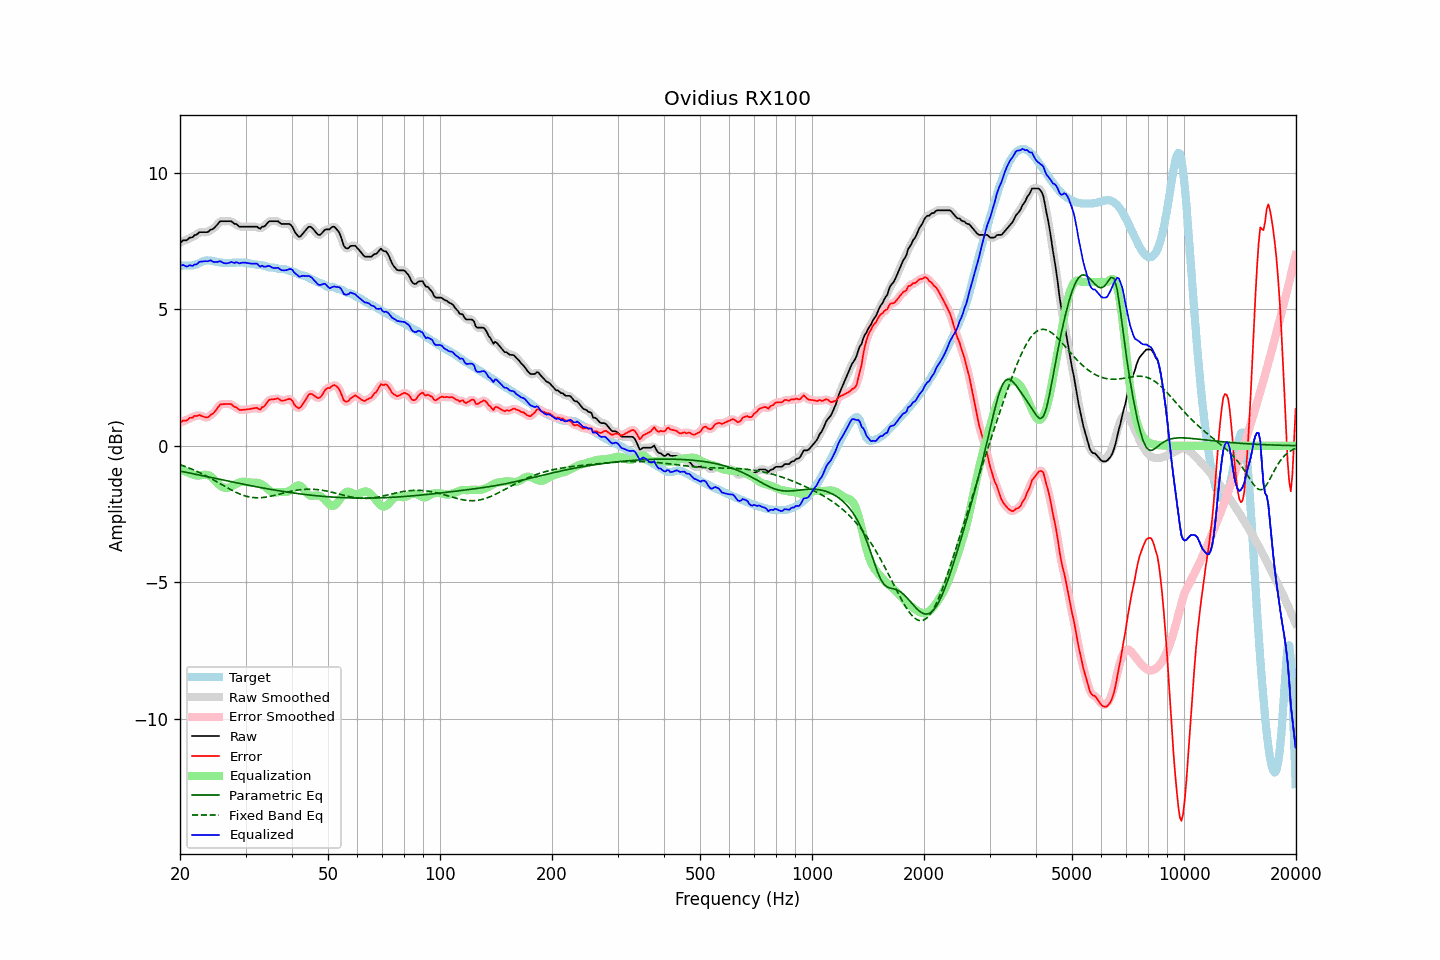 Ovidius RX100
Amplitude (dBr)
10
5
0
−5
−10
Target
Raw Smoothed
Error Smoothed
Raw
Error
Equalization
Parametric Eq
Fixed Band Eq
Equalized
20 50 100 200 500 1000 2000 5000 10000 20000
Frequency (Hz)